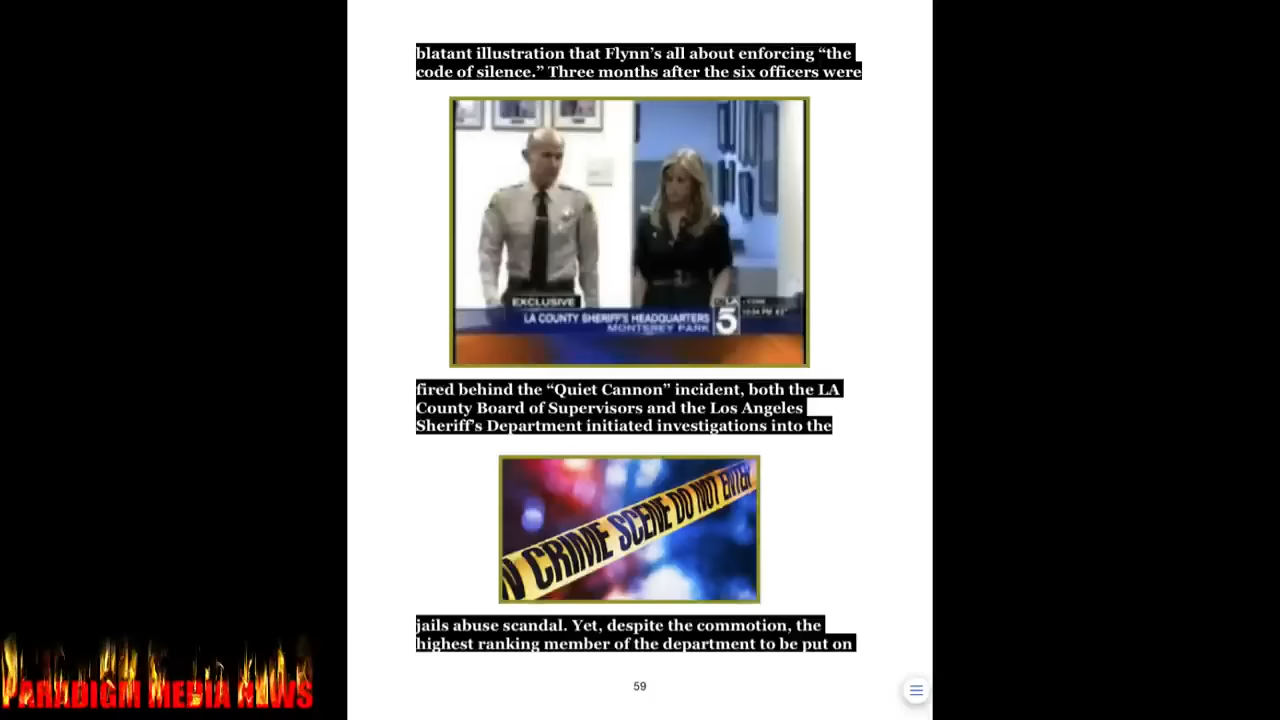 blatant illustration that Flynn’s all about enforcing “the
code of silence.” Three months after the six officers were
EXCLUSIVE
LA COUNTY SHERIFF'S HEADQUARTERS
MONTEREY PARK
LA
5
fired behind the “Quiet Cannon” incident, both the LA
County Board of Supervisors and the Los Angeles
Sheriff’s Department initiated investigations into the
CRIME SCENE DO NOT ENTER
jails abuse scandal. Yet, despite the commotion, the
highest ranking member of the department to be put on
59
PARADIGM MEDIA NEWS